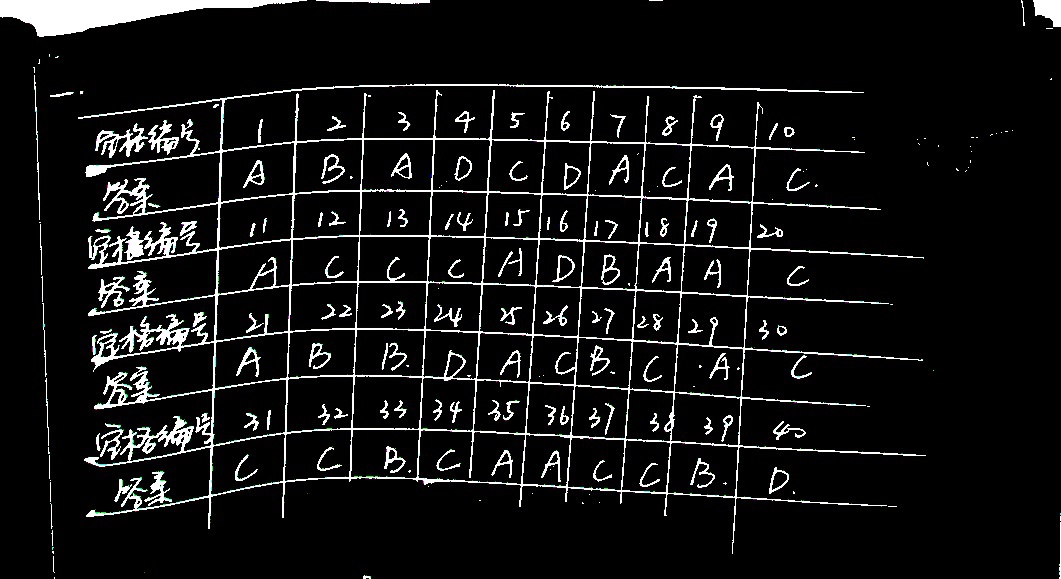 一.
空格编号 1 2 3 4 5 6 7 8 9 10
答案 A B. A D C D A C A C.
空格编号 11 12 13 14 15 16 17 18 19 20
答案 A C C C A D B. A A C
空格编号 21 22 23 24 25 26 27 28 29 30
答案 A B B. D. A C B. C A. C
空格编号 31 32 33 34 35 36 37 38 39 40
答案 C C B. C A A C C B. D.